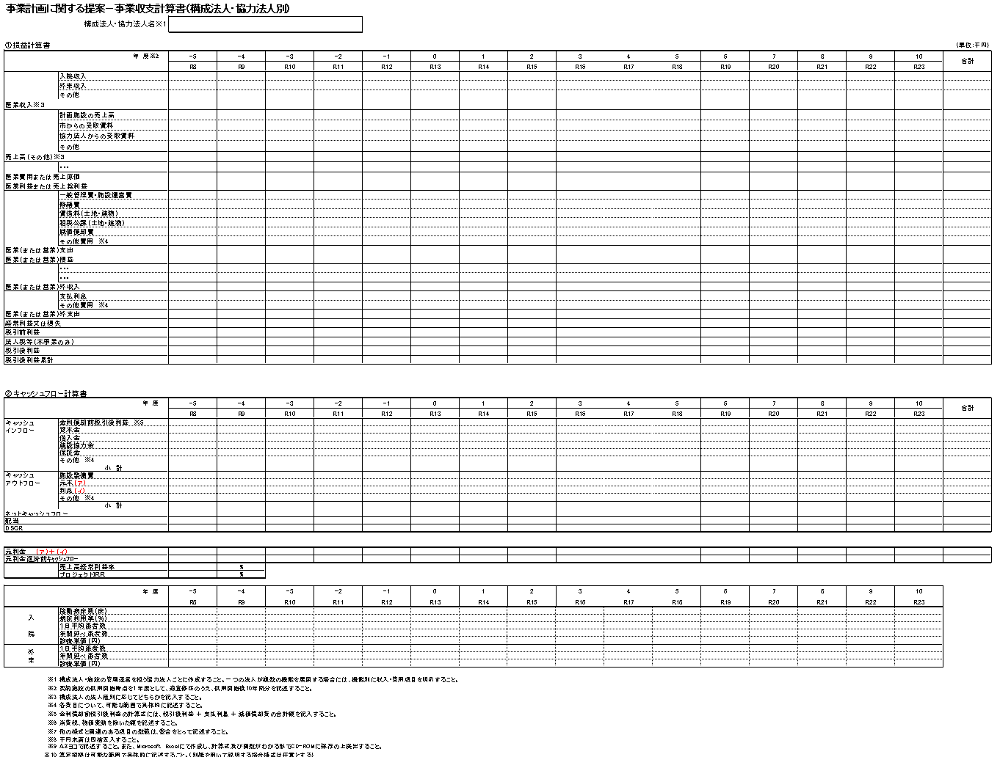 事業計画に関する提案－事業収支計算書(構成法人・協力法人別)
構成法人・協力法人名※1
①損益計算書 (単位：千円)
年 度※2 -5 -4 -3 -2 -1 0 1 2 3 4 5 6 7 8 9 10 合計
R8 R9 R10 R11 R12 R13 R14 R15 R16 R17 R18 R19 R20 R21 R22 R23
入院収入
外来収入
その他
医業収入※3
計画施設の売上高
市からの受取賃料
協力法人からの受取賃料
その他
売上高(その他)※3
・・・
医業費用または売上原価
医業利益または売上総利益
一般管理費・施設運営費
修繕費
賃借料(土地・建物)
租税公課(土地・建物)
減価償却費
その他費用 ※4
医業(または営業)支出
医業(または営業)損益
・・・
・・・
医業(または営業)外収入
支払利息
その他費用 ※4
医業(または営業)外支出
経常利益又は損失
税引前利益
法人税等(本事業のみ)
税引後利益
税引後利益累計
②キャッシュフロー計算書
年 度 -5 -4 -3 -2 -1 0 1 2 3 4 5 6 7 8 9 10 合計
R8 R9 R10 R11 R12 R13 R14 R15 R16 R17 R18 R19 R20 R21 R22 R23
キャッシュ 金利償却前税引後利益 ※5
インフロー 資本金
借入金
建設協力金
保証金
その他 ※4
小 計
キャッシュ 施設整備費
アウトフロー 元本(ア)
利息(イ)
その他 ※4
小 計
ネットキャッシュフロー
配当
DSCR
元利金 (ア)＋(イ)
元利金返済前キャッシュフロー
売上高経常利益率 %
プロジェクトIRR %
年 度 -5 -4 -3 -2 -1 0 1 2 3 4 5 6 7 8 9 10
R8 R9 R10 R11 R12 R13 R14 R15 R16 R17 R18 R19 R20 R21 R22 R23
入院 稼動病床数(床)
病床利用率(%)
1日平均患者数
年間延べ患者数
診療単価(円)
外来 1日平均患者数
年間延べ患者数
診療単価(円)
※1 構成法人・施設の管理運営を担う協力法人ごとに作成すること。一つの法人が複数の機能を展開する場合には、機能別に収入・費用項目を明示すること。
※2 契約施設の供用開始時点を1年度として、適宜修正のうえ、供用開始後10年間分を記述すること。
※3 構成法人の法人種別に応じてどちらかを記入すること。
※4 各費目について、可能な範囲で具体的に記述すること。
※5 金利償却前税引後利益の計算式には、税引後利益 ＋ 支払利息 ＋ 減価償却費の合計額を記入すること。
※6 消費税、物価変動を除いた額を記述すること。
※7 他の様式と関連のある項目の数値は、整合をとって記述すること。
※8 千円未満は四捨五入すること。
※9 A3ヨコで記述すること。また、Microsoft Excelにて作成し、計算式及び関数がわかる形でCD-ROMに保存の上提出すること。
※10 算定根拠は可能な範囲で具体的に記述すること。(別紙を用いて説明する場合様式は任意とする)